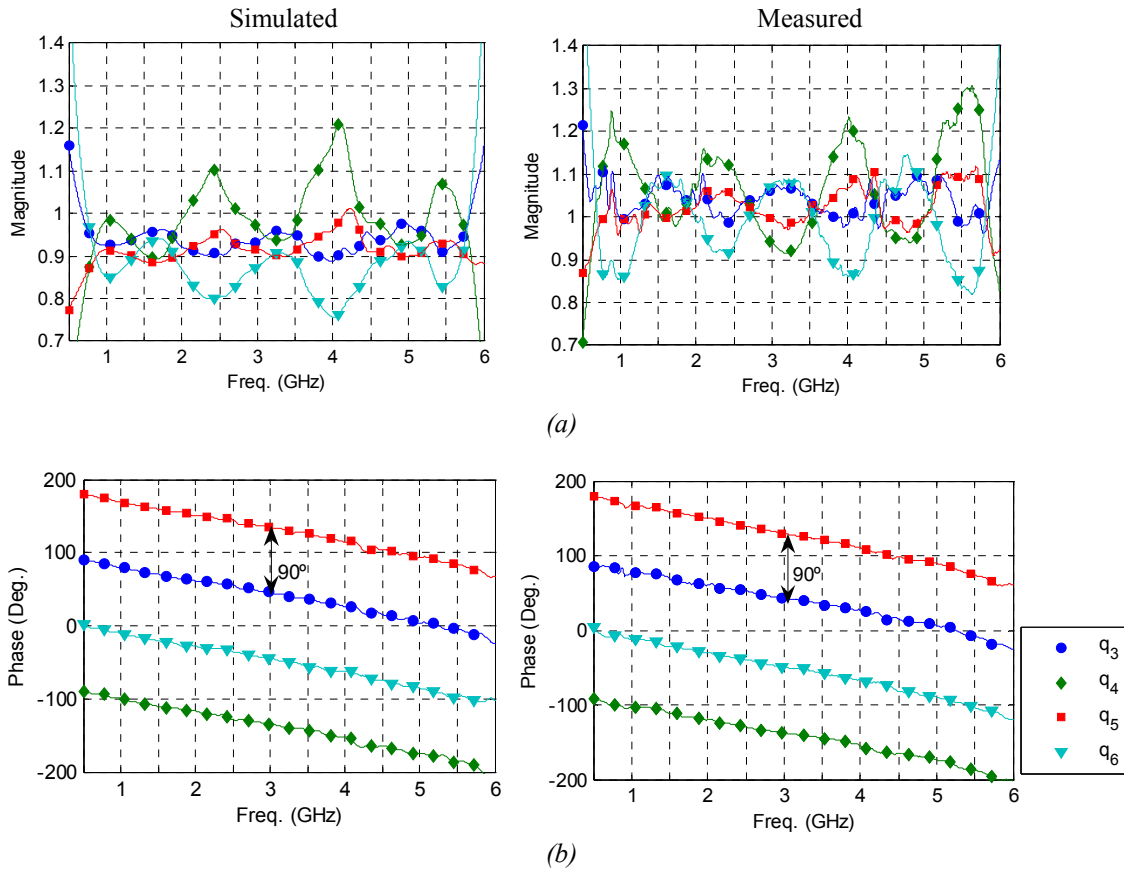 Simulated
Measured
1.4
1.3
1.2
1.1
1
0.9
0.8
0.7
Magnitude
1 2 3 4 5 6
Freq. (GHz)
1.4
1.3
1.2
1.1
1
0.9
0.8
0.7
Magnitude
1 2 3 4 5 6
Freq. (GHz)
(a)
200
100
0
-100
-200
Phase (Deg.)
90º
1 2 3 4 5 6
Freq. (GHz)
200
100
0
-100
-200
Phase (Deg.)
90º
1 2 3 4 5 6
Freq. (GHz)
q3
q4
q5
q6
(b)